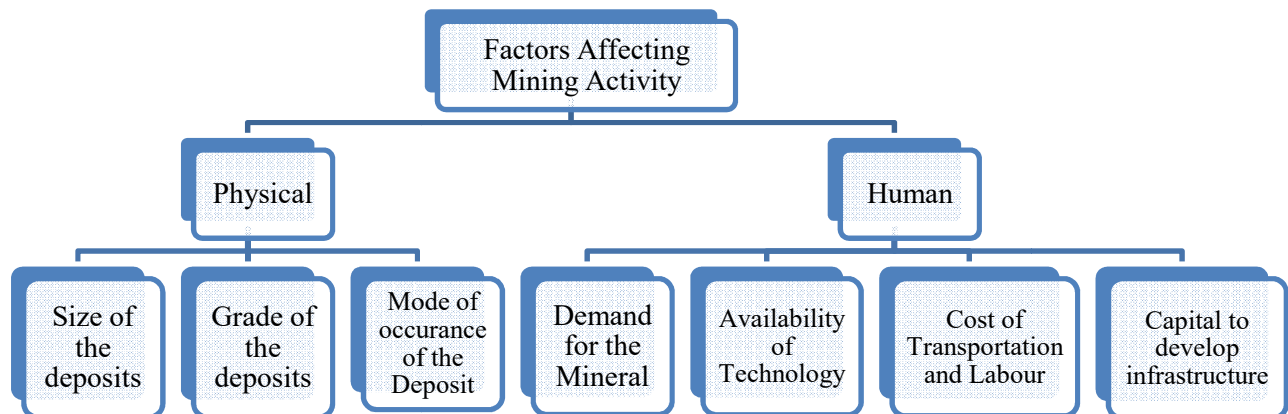 Factors Affecting
Mining Activity
Physical
Human
Size of
the
deposits
Grade of
the
deposits
Mode of
occurance
of the
Deposit
Demand
for the
Mineral
Availability
of
Technology
Cost of
Transportation
and Labour
Capital to
develop
infrastructure